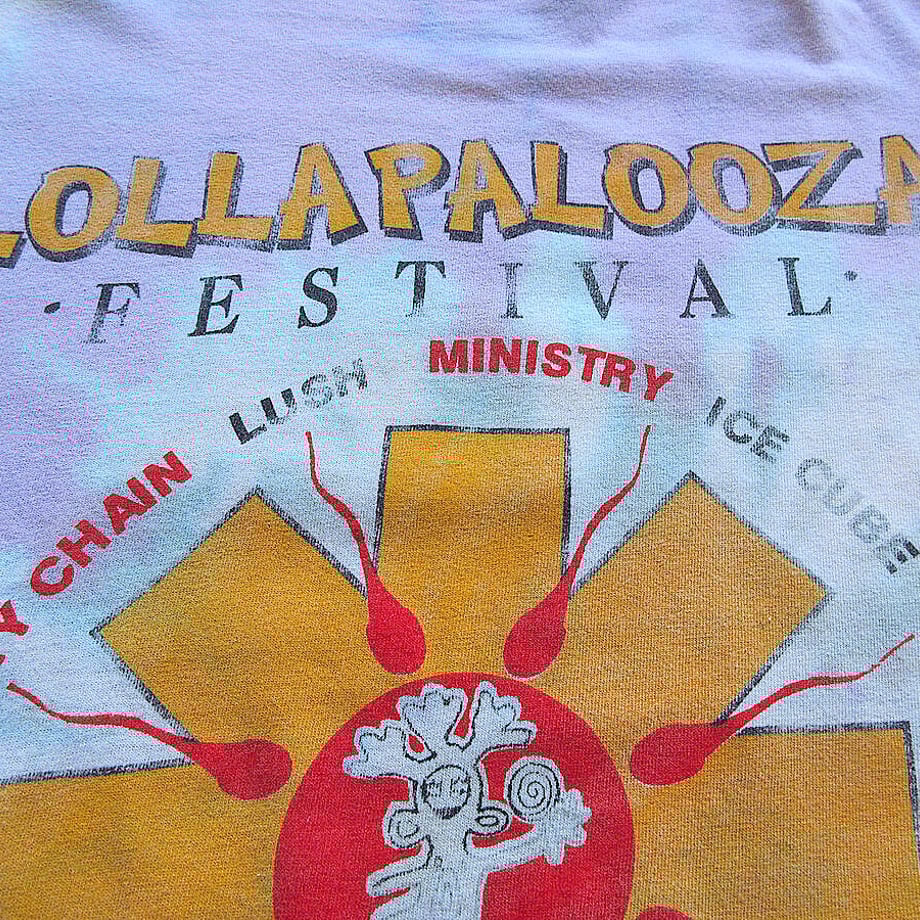 LOLLAPALOOZA
·FESTIVAL·
Y CHAIN
LUSH
MINISTRY
ICE CUBE